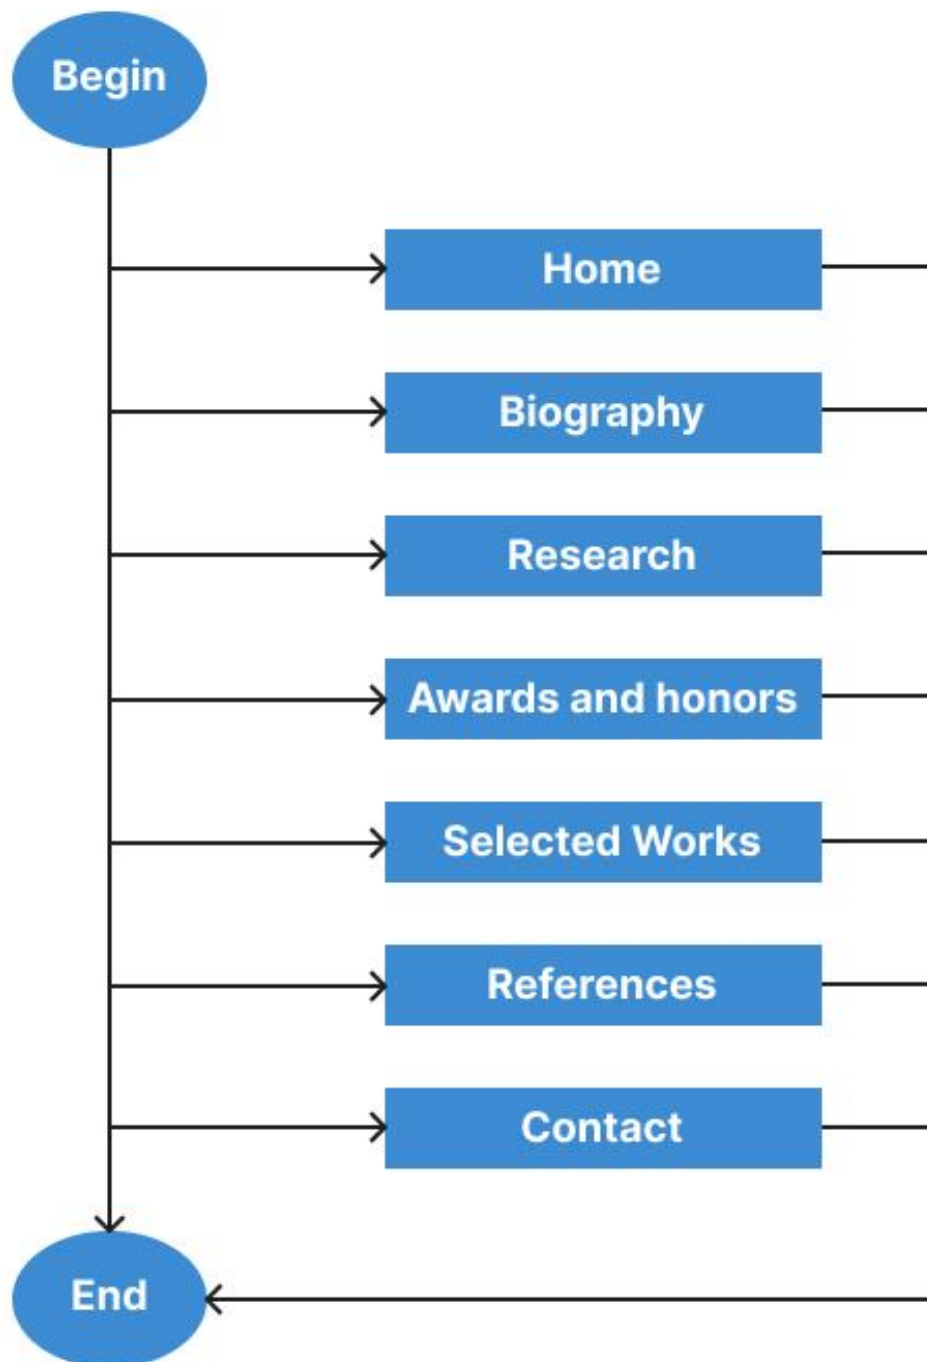 Begin
Home
Biography
Research
Awards and honors
Selected Works
References
Contact
End